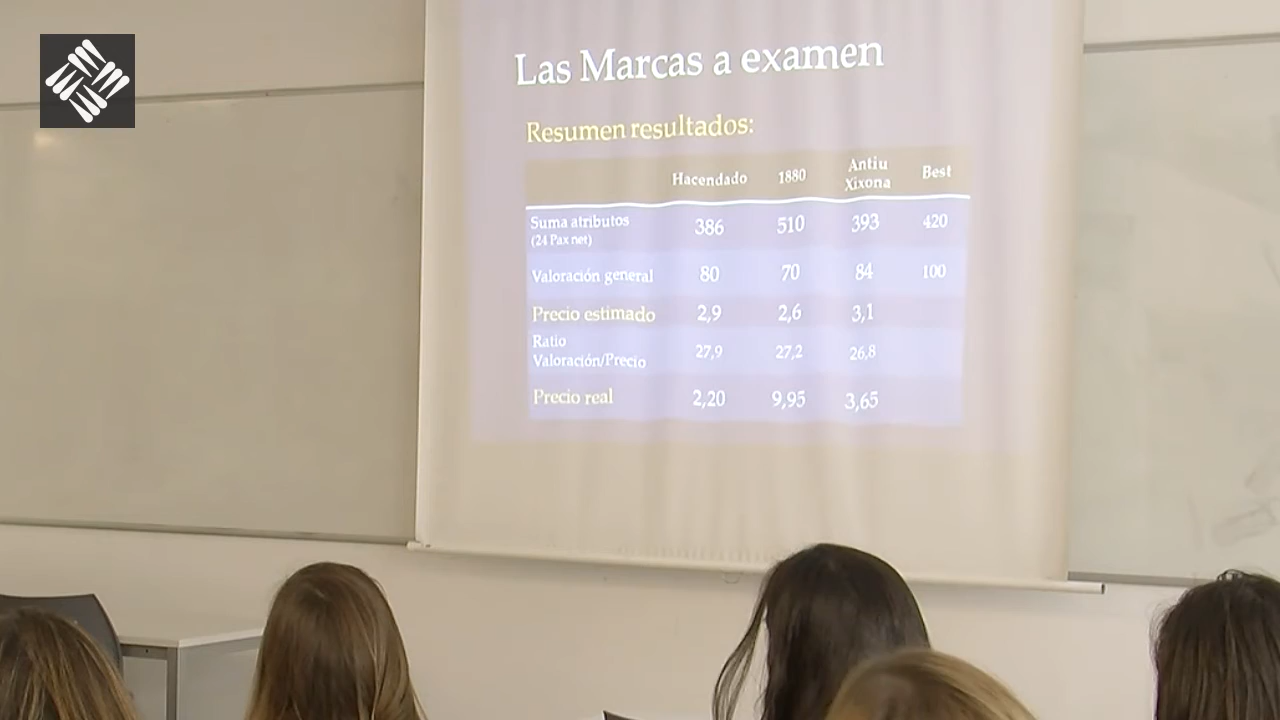 Las Marcas a examen
Resumen resultados:
Hacendado 1880 Antiu Xixona Best
Suma atributos (24 Pax net) 386 510 393 420
Valoración general 80 70 84 100
Precio estimado 2,9 2,6 3,1
Ratio Valoración/Precio 27,9 27,2 26,8
Precio real 2,20 9,95 3,65